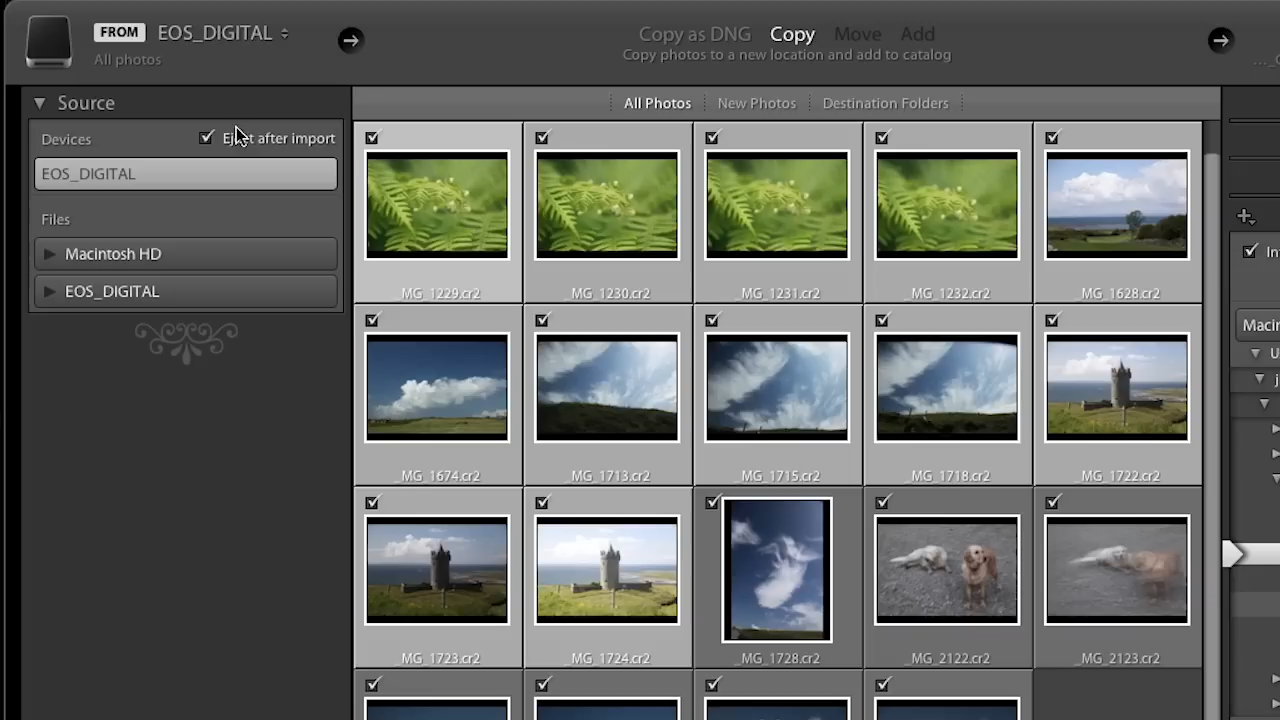 FROM EOS_DIGITAL
All photos
Copy as DNG Copy Move Add
Copy photos to a new location and add to catalog
Source
All Photos New Photos Destination Folders
Devices Eject after import
EOS_DIGITAL
Files
Macintosh HD
EOS_DIGITAL
_MG_1229.cr2 _MG_1230.cr2 _MG_1231.cr2 _MG_1232.cr2 _MG_1628.cr2
_MG_1674.cr2 _MG_1713.cr2 _MG_1715.cr2 _MG_1718.cr2 _MG_1722.cr2
_MG_1723.cr2 _MG_1724.cr2 _MG_1728.cr2 _MG_2122.cr2 _MG_2123.cr2